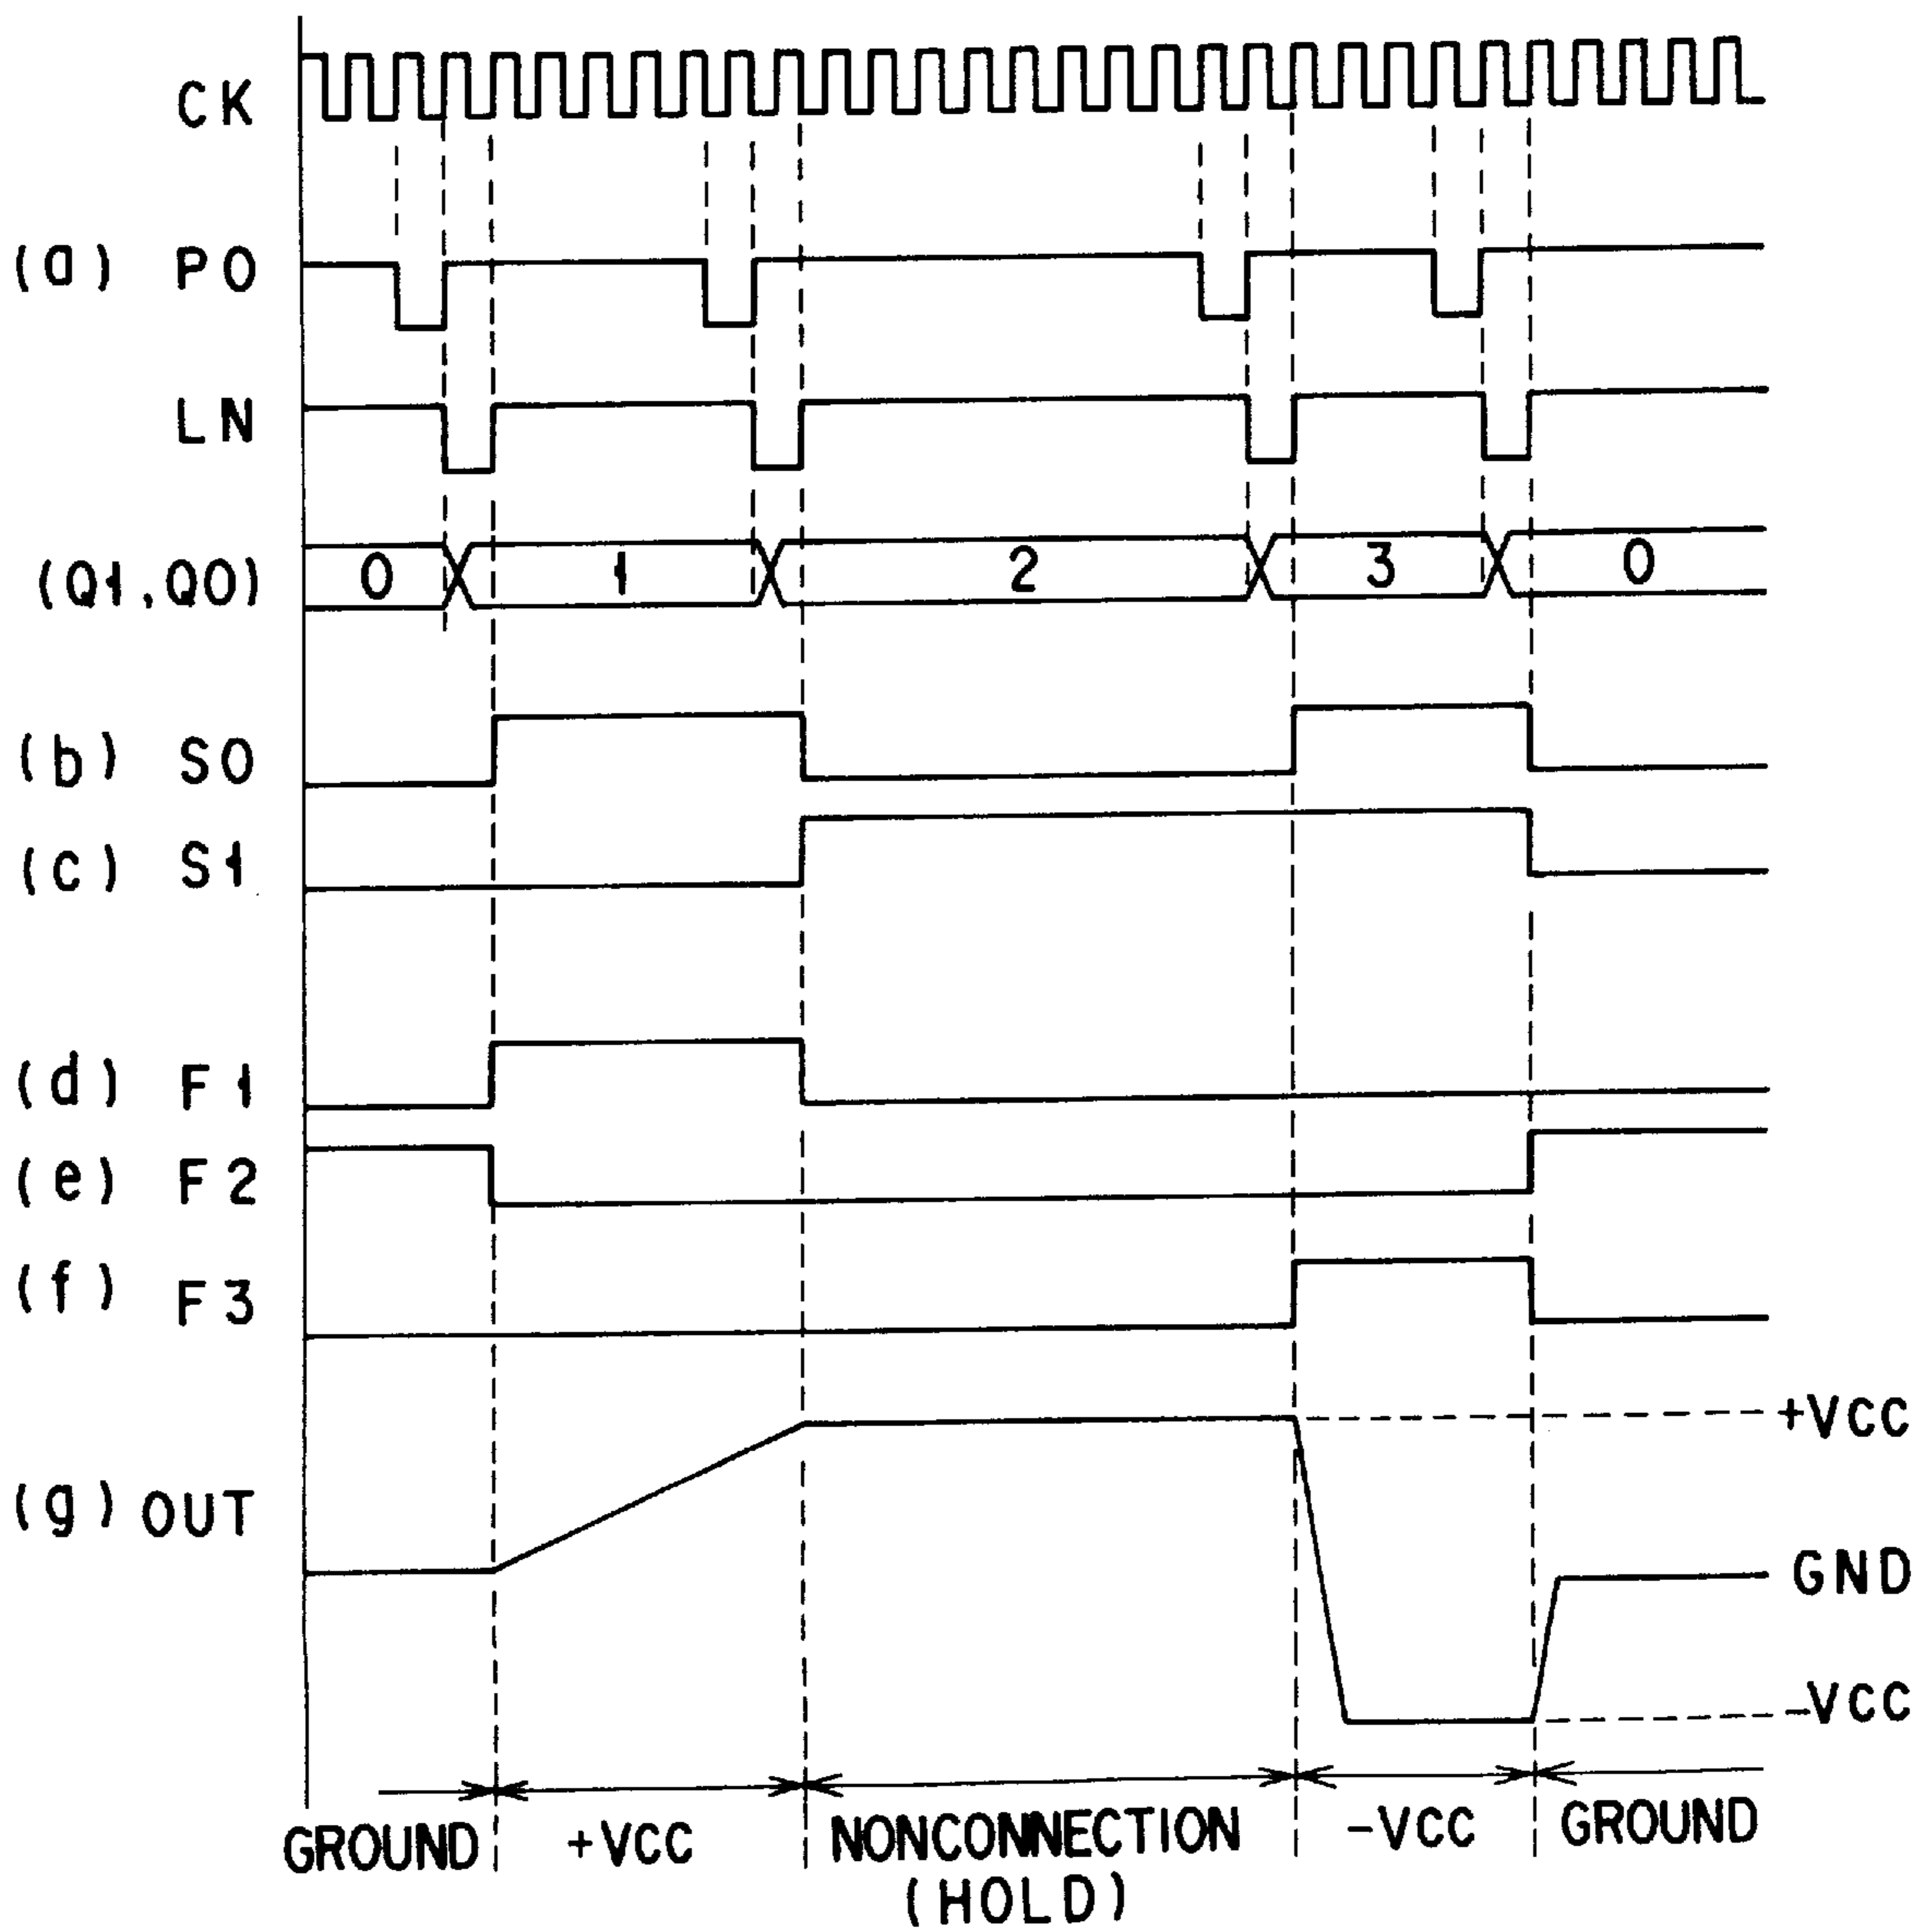 CK
(a) PO
LN
(Q1,Q0)
0 1 2 3 0
(b) S0
(c) S1
(d) F1
(e) F2
(f) F3
+VCC
(g) OUT
GND
-VCC
GROUND +VCC NONCONNECTION -VCC GROUND
(HOLD)